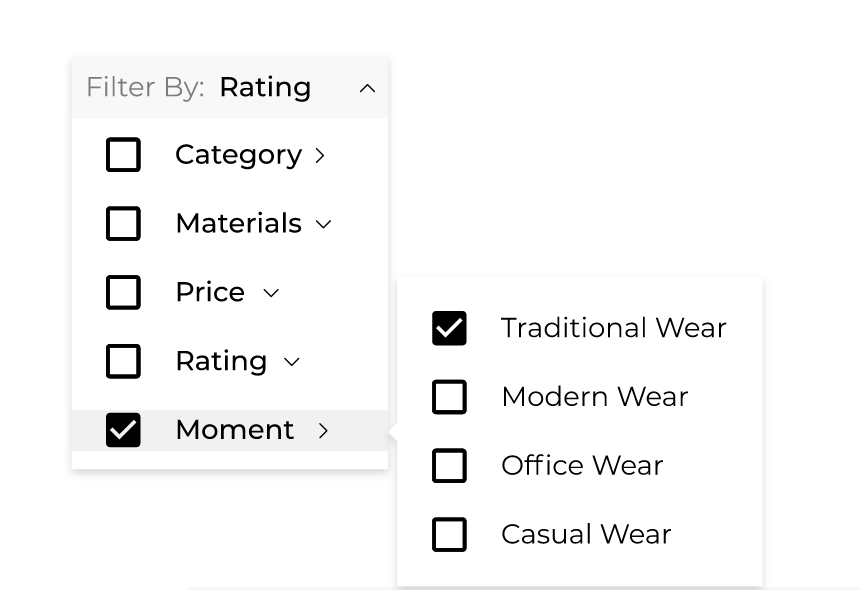 Filter By: Rating
Category
Materials
Price
Rating
Moment
Traditional Wear
Modern Wear
Office Wear
Casual Wear